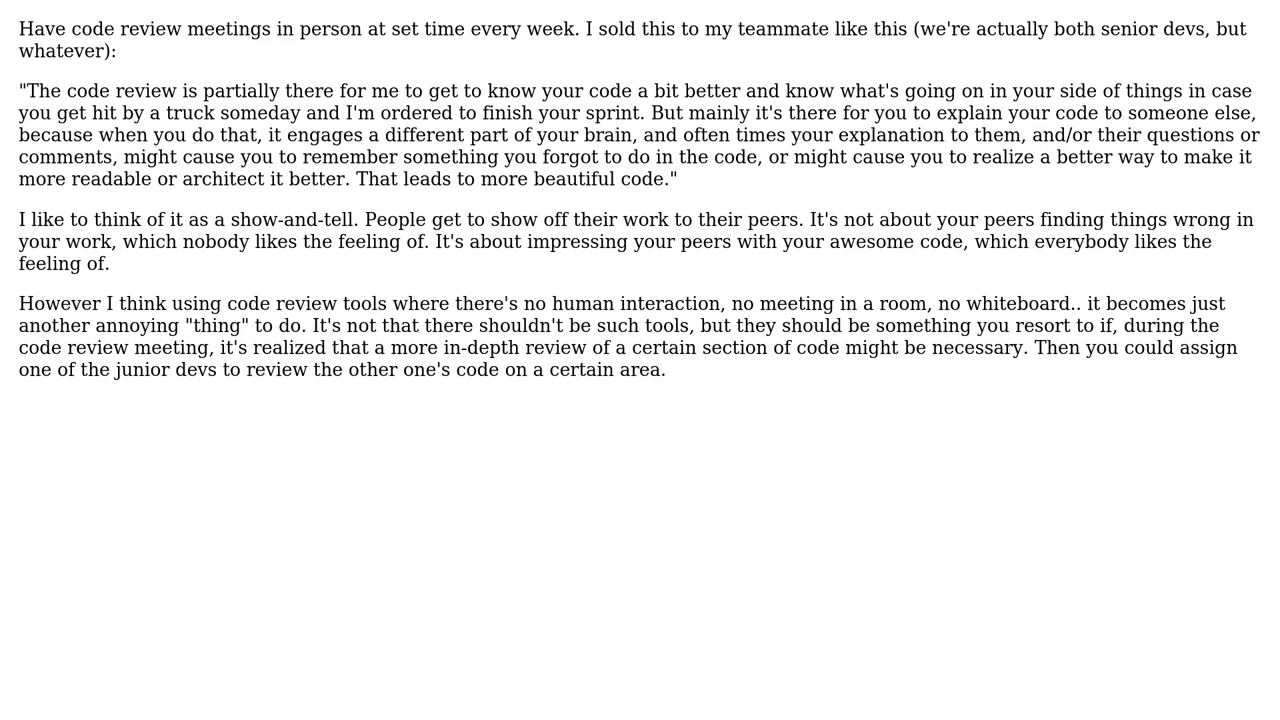 Have code review meetings in person at set time every week. I sold this to my teammate like this (we're actually both senior devs, but
whatever):
"The code review is partially there for me to get to know your code a bit better and know what's going on in your side of things in case
you get hit by a truck someday and I'm ordered to finish your sprint. But mainly it's there for you to explain your code to someone else,
because when you do that, it engages a different part of your brain, and often times your explanation to them, and/or their questions or
comments, might cause you to remember something you forgot to do in the code, or might cause you to realize a better way to make it
more readable or architect it better. That leads to more beautiful code."
I like to think of it as a show-and-tell. People get to show off their work to their peers. It's not about your peers finding things wrong in
your work, which nobody likes the feeling of. It's about impressing your peers with your awesome code, which everybody likes the
feeling of.
However I think using code review tools where there's no human interaction, no meeting in a room, no whiteboard.. it becomes just
another annoying "thing" to do. It's not that there shouldn't be such tools, but they should be something you resort to if, during the
code review meeting, it's realized that a more in-depth review of a certain section of code might be necessary. Then you could assign
one of the junior devs to review the other one's code on a certain area.